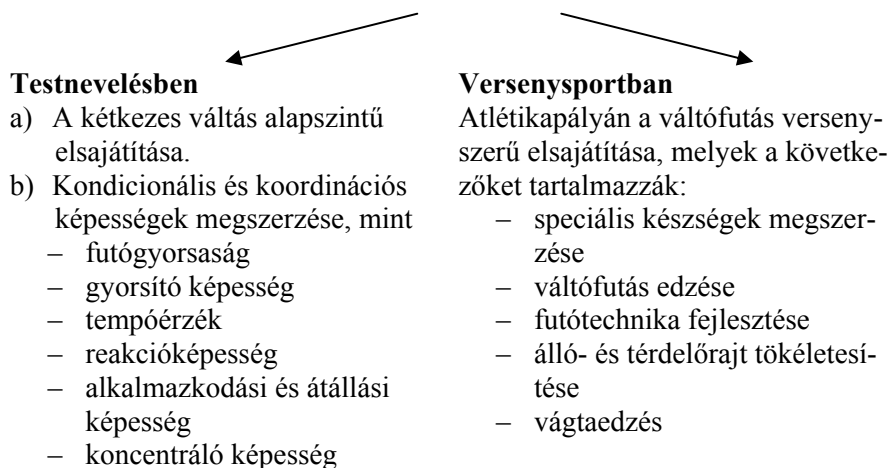 Testnevelésben
a) A kétkezes váltás alapszintű
elsajátítása.
b) Kondicionális és koordinációs
képességek megszerzése, mint
– futógyorsaság
– gyorsító képesség
– tempóérzék
– reakcióképesség
– alkalmazkodási és átállási
képesség
– koncentráló képesség
Versenysportban
Atlétikapályán a váltófutás verseny-
szerű elsajátítása, melyek a követke-
zőket tartalmazzák:
– speciális készségek megszer-
zése
– váltófutás edzése
– futótechnika fejlesztése
– álló- és térdelőrajt tökéletesí-
tése
– vágtaedzés